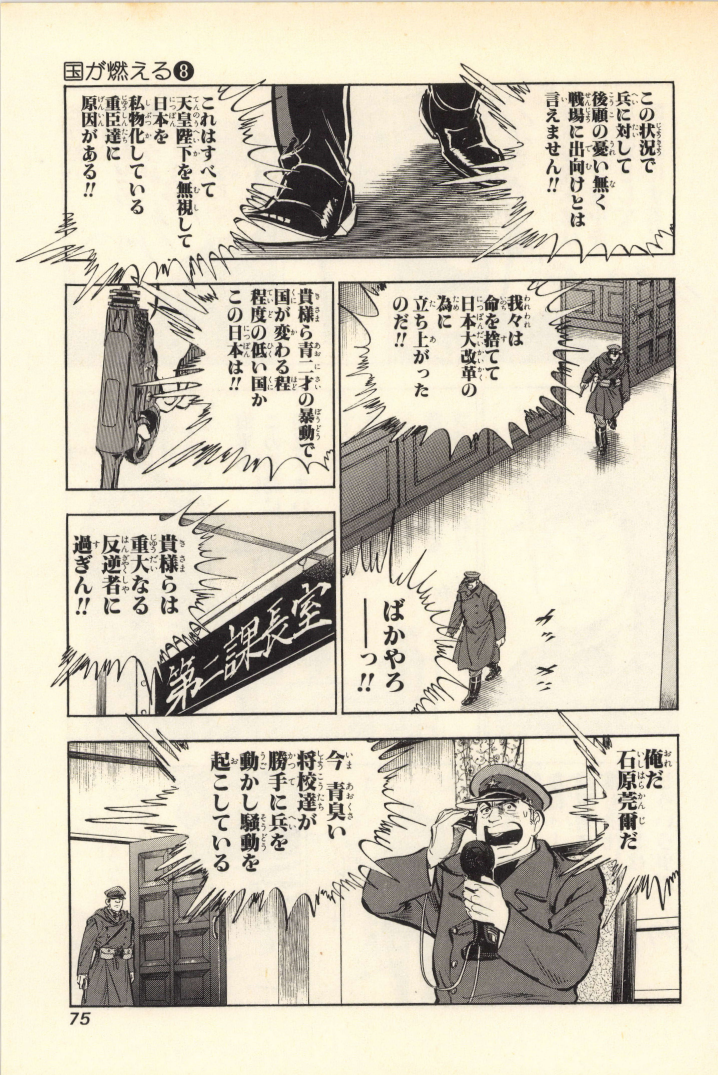 国が燃える8
この状況で
兵に対して
後顧の憂い無く
戦場に出向けとは
言えません!!
これはすべて
天皇陛下を無視して
日本を
私物化している
重臣達に
原因がある!!
我々は
命を捨てて
日本大改革の
為に
立ち上がった
のだ!!
貴様ら青二才の暴動で
国が変わる程
程度の低い国か
この日本は!!
ばかやろ
——っ!!
貴様らは
重大なる
反逆者に
過ぎん!!
第二課長室
俺だ
石原莞爾だ
今 青臭い
将校達が
勝手に兵を
動かし騒動を
起こしている
75